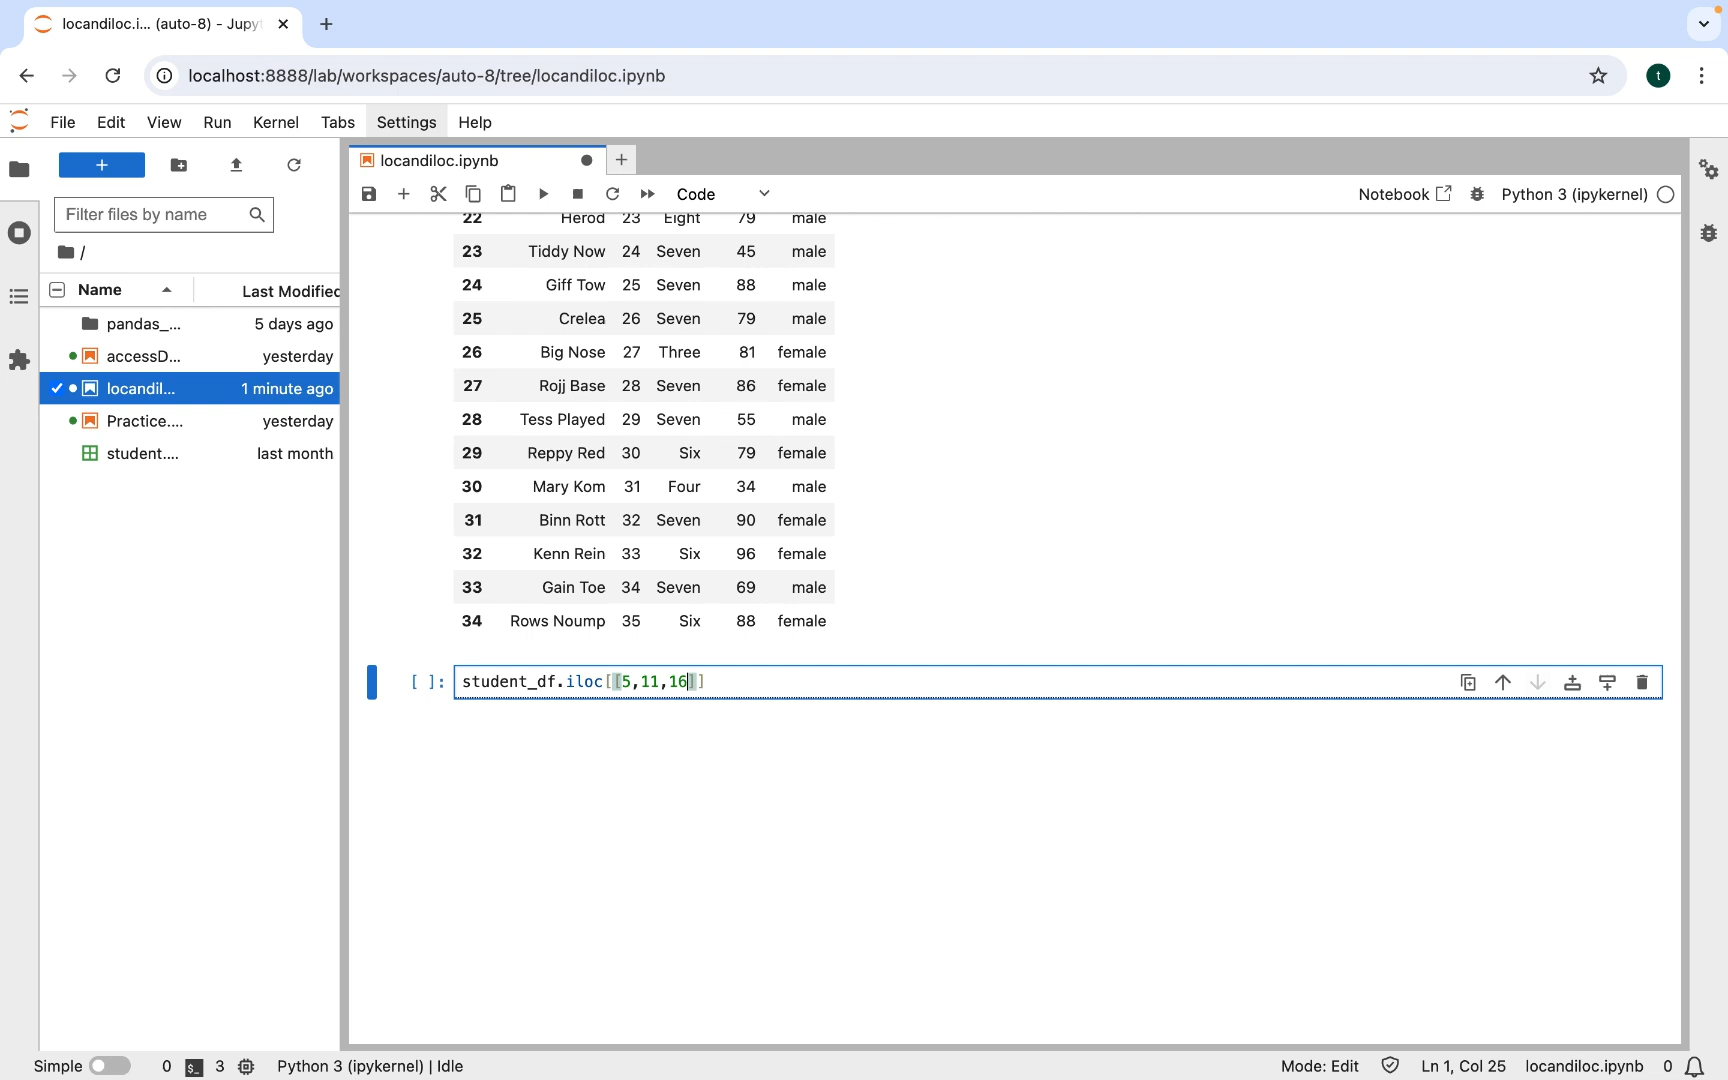 locandiloc.i... (auto-8) - Jupy
localhost:8888/lab/workspaces/auto-8/tree/locandiloc.ipynb
t
File Edit View Run Kernel Tabs Settings Help
locandiloc.ipynb
Code
Notebook
Python 3 (ipykernel)
Filter files by name
/
Name Last Modified
pandas_... 5 days ago
accessD... yesterday
locandil... 1 minute ago
Practice.... yesterday
student.... last month
22 Herod 23 Eight 79 male
23 Tiddy Now 24 Seven 45 male
24 Giff Tow 25 Seven 88 male
25 Crelea 26 Seven 79 male
26 Big Nose 27 Three 81 female
27 Rojj Base 28 Seven 86 female
28 Tess Played 29 Seven 55 male
29 Reppy Red 30 Six 79 female
30 Mary Kom 31 Four 34 male
31 Binn Rott 32 Seven 90 female
32 Kenn Rein 33 Six 96 female
33 Gain Toe 34 Seven 69 male
34 Rows Noump 35 Six 88 female
[ ]: student_df.iloc[[5,11,16]]
Simple 0 $_ 3 Python 3 (ipykernel) | Idle Mode: Edit Ln 1, Col 25 locandiloc.ipynb 0